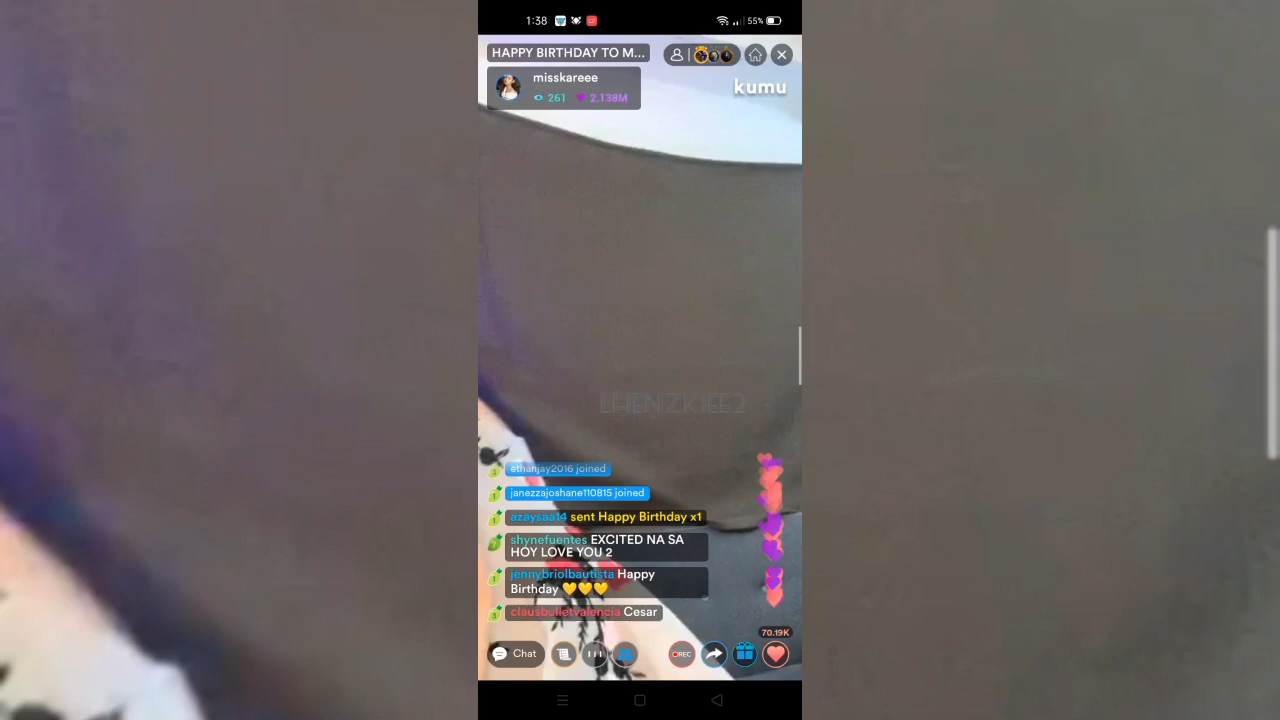 1:38
55%
HAPPY BIRTHDAY TO M...
misskareee
261 2.138M
kumu
LHENZKIEE2
ethanjay2016 joined
janezzajoshane110815 joined
azaysaa14 sent Happy Birthday x1
shynefuentes EXCITED NA SA
HOY LOVE YOU 2
jennybriolbautista Happy
Birthday 💛💛💛
clausbulletvalencia Cesar
70.19K
Chat
REC